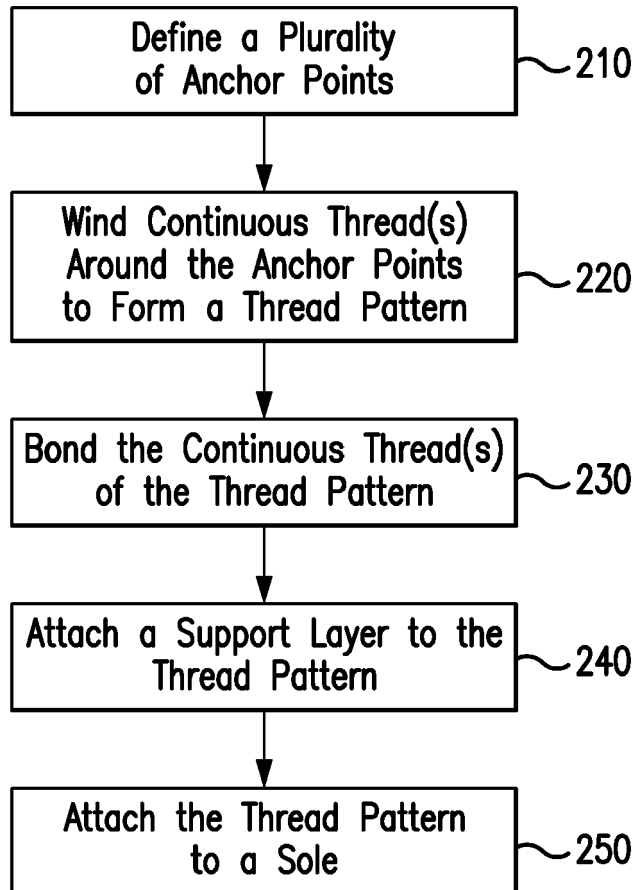 Define a Plurality
of Anchor Points
210
Wind Continuous Thread(s)
Around the Anchor Points
to Form a Thread Pattern
220
Bond the Continuous Thread(s)
of the Thread Pattern
230
Attach a Support Layer to the
Thread Pattern
240
Attach the Thread Pattern
to a Sole
250